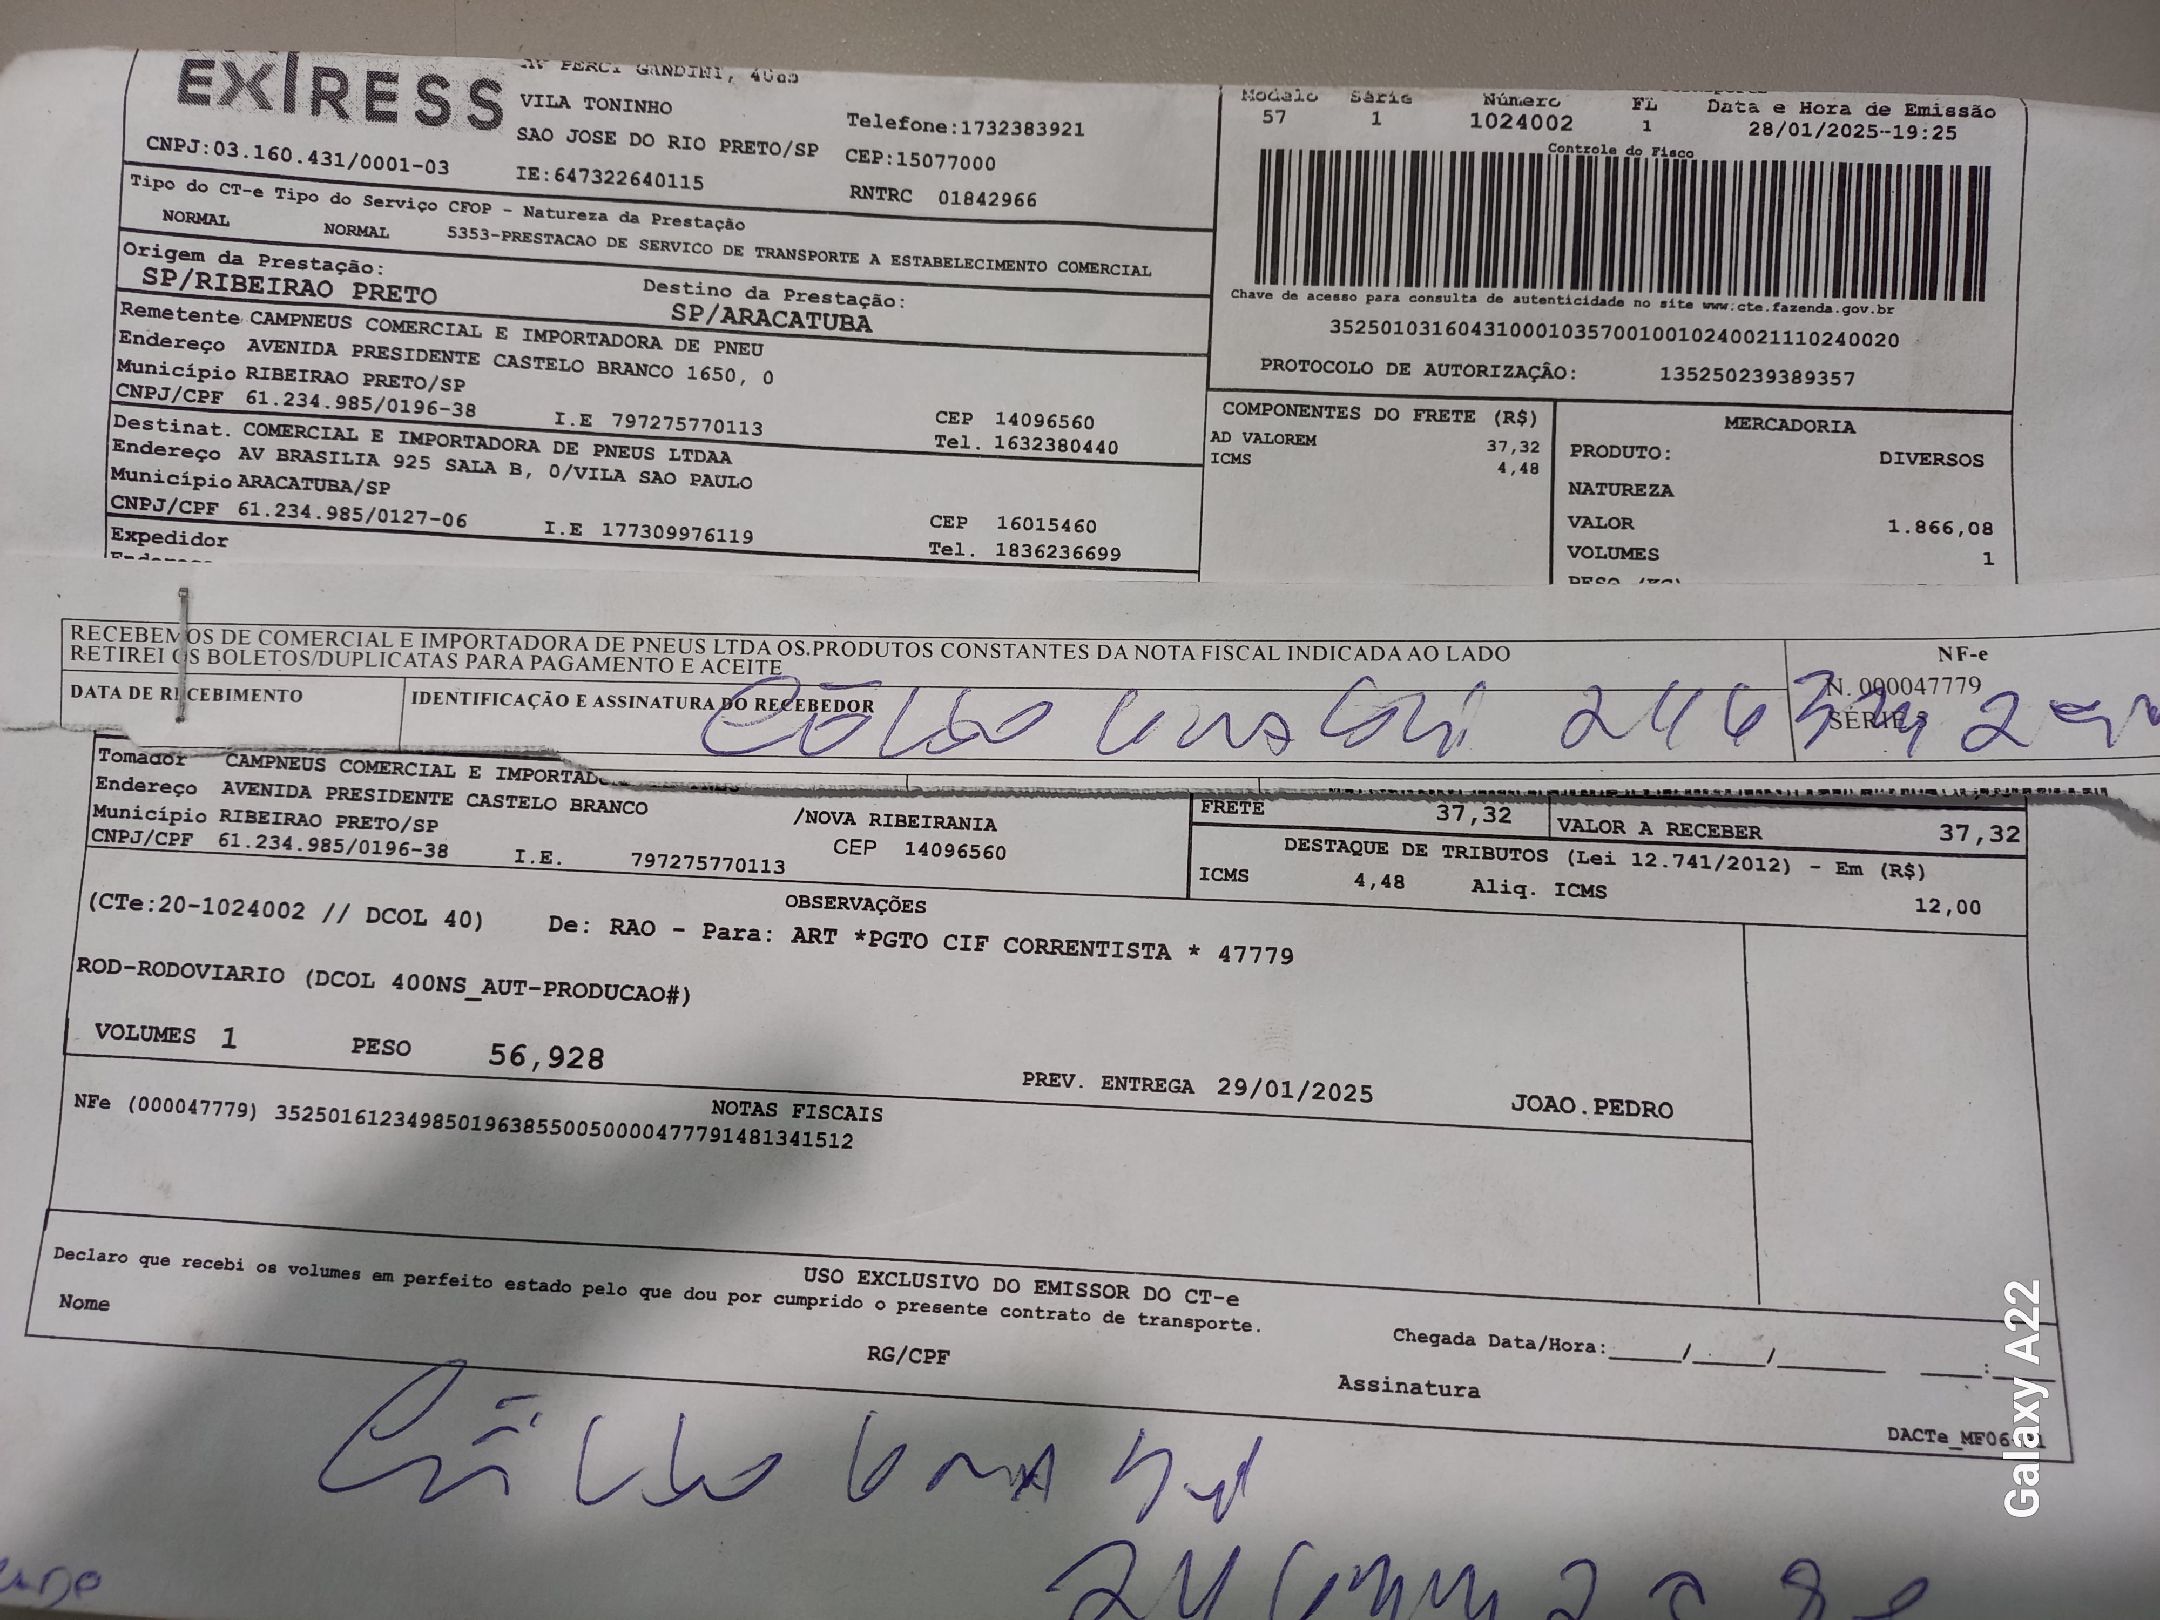 EXPRESS
VILA TONINHO
SAO JOSE DO RIO PRETO/SP
Telefone:1732383921
CEP:15077000
CNPJ:03.160.431/0001-03
IE:647322640115
RNTRC 01842966
Tipo do CT-e Tipo do Serviço CFOP - Natureza da Prestação
NORMAL NORMAL 5353-PRESTACAO DE SERVICO DE TRANSPORTE A ESTABELECIMENTO COMERCIAL
Origem da Prestação:
SP/RIBEIRAO PRETO
Destino da Prestação:
SP/ARACATUBA
Remetente CAMPNEUS COMERCIAL E IMPORTADORA DE PNEU
Endereço AVENIDA PRESIDENTE CASTELO BRANCO 1650, 0
Município RIBEIRAO PRETO/SP
CNPJ/CPF 61.234.985/0196-38 I.E 797275770113
CEP 14096560
Tel. 1632380440
Destinat. COMERCIAL E IMPORTADORA DE PNEUS LTDAA
Endereço AV BRASILIA 925 SALA B, 0/VILA SAO PAULO
Município ARACATUBA/SP
CNPJ/CPF 61.234.985/0127-06 I.E 177309976119
CEP 16015460
Tel. 1836236699
Expedidor
Modelo Série Número FL Data e Hora de Emissão
57 1 1024002 1 28/01/2025-19:25
Controle do Fisco
Chave de acesso para consulta de autenticidade no site www.cte.fazenda.gov.br
35250103160431000103570010010240021110240020
PROTOCOLO DE AUTORIZAÇÃO: 135250239389357
COMPONENTES DO FRETE (R$)
AD VALOREM 37,32
ICMS 4,48
MERCADORIA
PRODUTO: DIVERSOS
NATUREZA
VALOR 1.866,08
VOLUMES 1
RECEBEMOS DE COMERCIAL E IMPORTADORA DE PNEUS LTDA OS.PRODUTOS CONSTANTES DA NOTA FISCAL INDICADA AO LADO
RETIREI OS BOLETOS/DUPLICATAS PARA PAGAMENTO E ACEITE
DATA DE RECEBIMENTO
IDENTIFICAÇÃO E ASSINATURA DO RECEBEDOR
NF-e
N. 000047779
SÉRIE
Tomador CAMPNEUS COMERCIAL E
Endereço AVENIDA PRESIDENTE CASTELO BRANCO /NOVA RIBEIRANIA
Município RIBEIRAO PRETO/SP CEP 14096560
CNPJ/CPF 61.234.985/0196-38 I.E. 797275770113
FRETE 37,32 VALOR A RECEBER 37,32
DESTAQUE DE TRIBUTOS (Lei 12.741/2012) - Em (R$)
ICMS 4,48 Aliq. ICMS 12,00
OBSERVAÇÕES
(CTe:20-1024002 // DCOL 40) De: RAO - Para: ART *PGTO CIF CORRENTISTA * 47779
ROD-RODOVIARIO (DCOL 400NS_AUT-PRODUCAO#)
VOLUMES 1 PESO 56,928
PREV. ENTREGA 29/01/2025 JOAO.PEDRO
NOTAS FISCAIS
NFe (000047779) 35250161234985019638550050000477791481341512
USO EXCLUSIVO DO EMISSOR DO CT-e
Declaro que recebi os volumes em perfeito estado pelo que dou por cumprido o presente contrato de transporte.
Nome RG/CPF Assinatura
Chegada Data/Hora:_____/_____/_______ ____:____
Galaxy A22